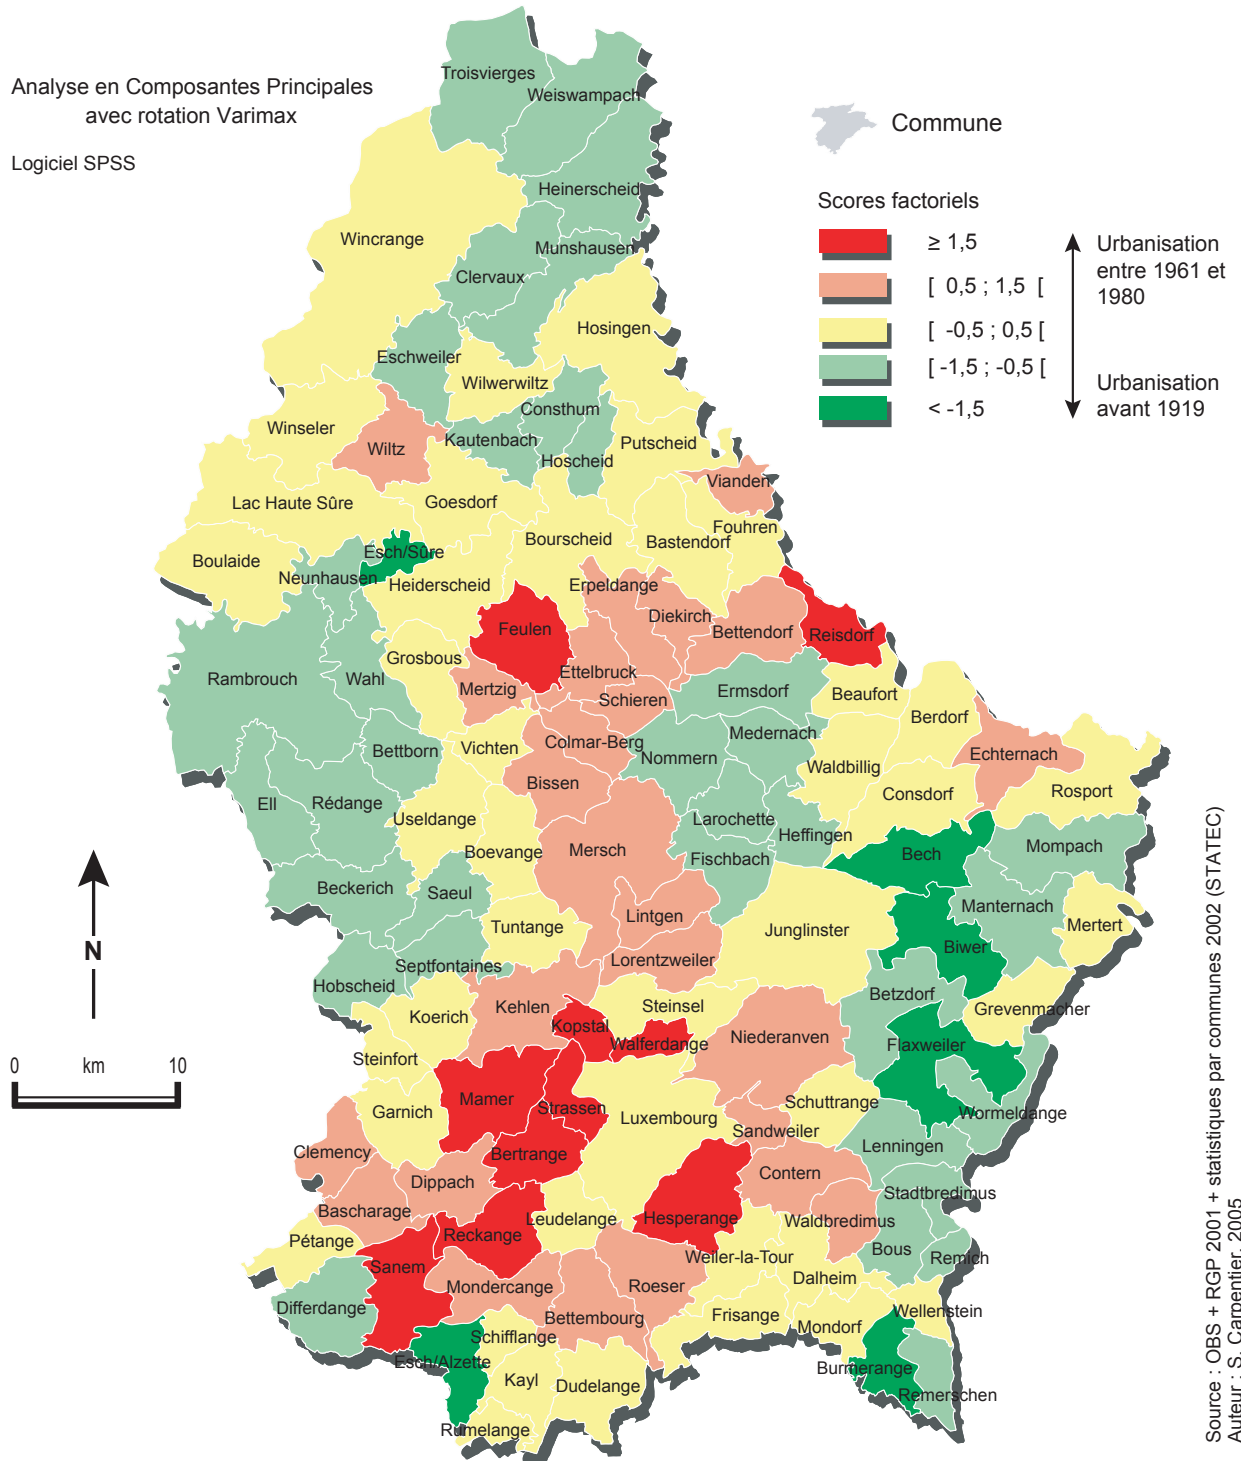 Analyse en Composantes Principales
avec rotation Varimax
Logiciel SPSS
Commune
Scores factoriels
≥ 1,5
[ 0,5 ; 1,5 [
[ -0,5 ; 0,5 [
[ -1,5 ; -0,5 [
< -1,5
Urbanisation
entre 1961 et
1980
Urbanisation
avant 1919
Troisvierges
Weiswampach
Heinerscheid
Wincrange
Munshausen
Clervaux
Hosingen
Eschweiler
Wilwerwiltz
Consthum
Winseler
Wiltz
Kautenbach
Putscheid
Hoscheid
Vianden
Lac Haute Sûre
Goesdorf
Fouhren
Bourscheid
Bastendorf
Esch/Sûre
Boulaide
Neunhausen
Heiderscheid
Erpeldange
Diekirch
Feulen
Bettendorf
Reisdorf
Grosbous
Ettelbruck
Rambrouch
Wahl
Mertzig
Schieren
Ermsdorf
Beaufort
Berdorf
Medernach
Colmar-Berg
Bettborn
Vichten
Nommern
Echternach
Waldbillig
Bissen
Rosport
Consdorf
Ell
Rédange
Useldange
Larochette
Heffingen
Boevange
Mersch
Fischbach
Bech
Mompach
Beckerich
Saeul
Manternach
Lintgen
Tuntange
Junglinster
Mertert
Biwer
Lorentzweiler
Septfontaines
Hobscheid
Betzdorf
Kehlen
Steinsel
Grevenmacher
Koerich
Kopstal
Walferdange
Niederanven
Flaxweiler
Steinfort
Mamer
Strassen
Schuttrange
Garnich
Luxembourg
Wormeldange
Sandweiler
Clemency
Bertrange
Lenningen
Contern
Dippach
Stadtbredimus
Bascharage
Leudelange
Hesperange
Waldbredimus
Reckange
Pétange
Bous
Remich
Weiler-la-Tour
Sanem
Dalheim
Mondercange
Roeser
Differdange
Wellenstein
Frisange
Bettembourg
Mondorf
Schifflange
Esch/Alzette
Burmerange
Kayl
Dudelange
Remerschen
Rumelange
N
0 km 10
Source : OBS + RGP 2001 + statistiques par communes 2002 (STATEC)
Auteur : S. Carpentier, 2005